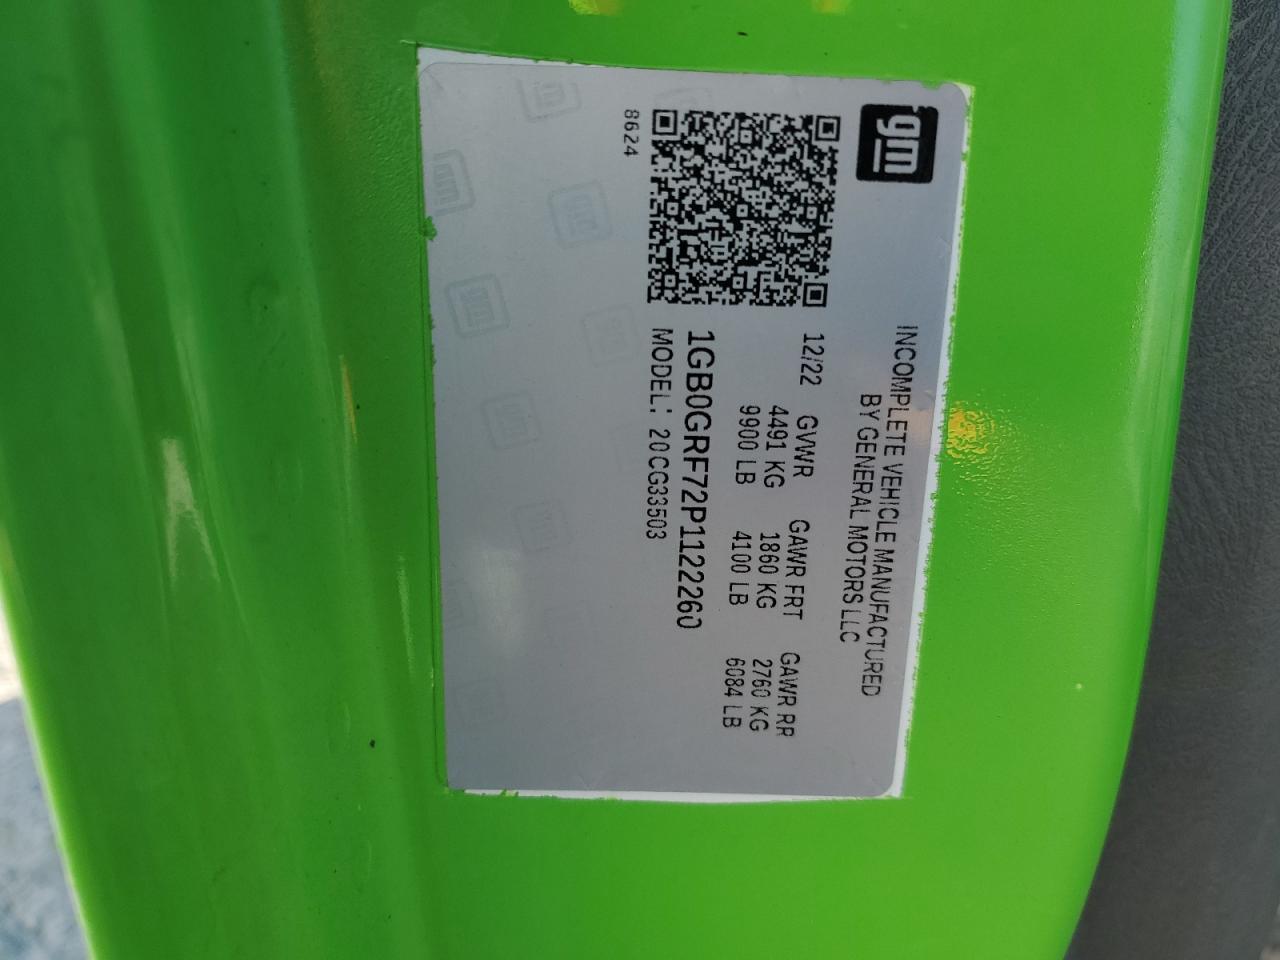 gm
INCOMPLETE VEHICLE MANUFACTURED
BY GENERAL MOTORS LLC
12/22 GVWR GAWR FRT GAWR RR
4491 KG 1860 KG 2760 KG
9900 LB 4100 LB 6084 LB
1GB0GRF72P1122260
MODEL: 20CG33503
8624